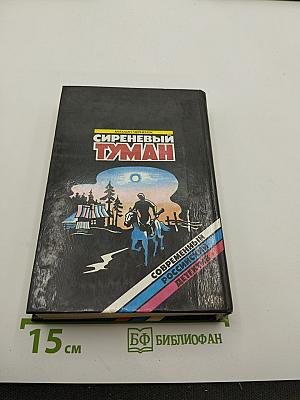 СИРЕНЕВЫЙ
ТУМАН
СОВРЕМЕННЫЙ
РОССИЙСКИЙ
ДЕТЕКТИВ
15 см
БФ БИБЛИОФАН